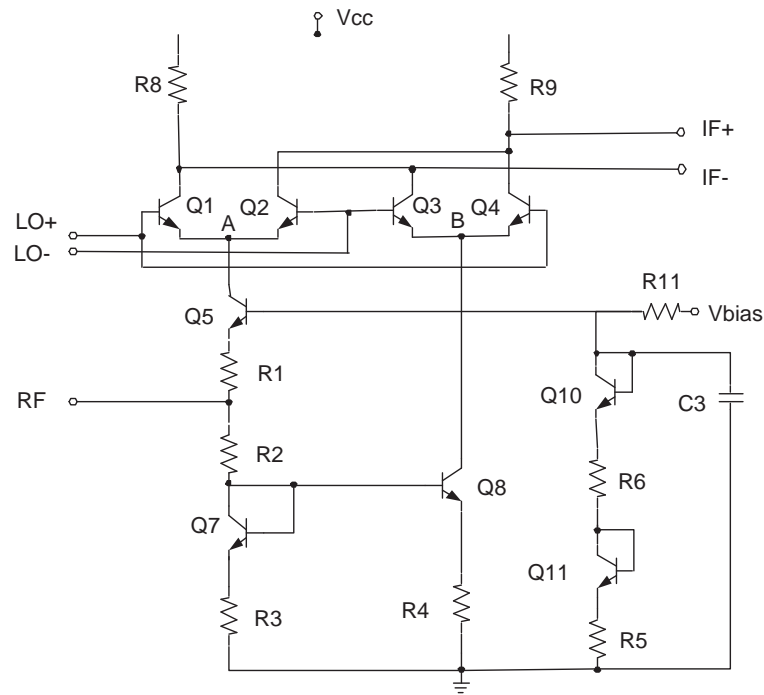 Vcc
R8
R9
IF+
IF-
Q1
Q2
Q3
Q4
LO+
A
B
LO-
R11
Q5
Vbias
R1
Q10
C3
RF
R2
R6
Q8
Q7
Q11
R3
R4
R5